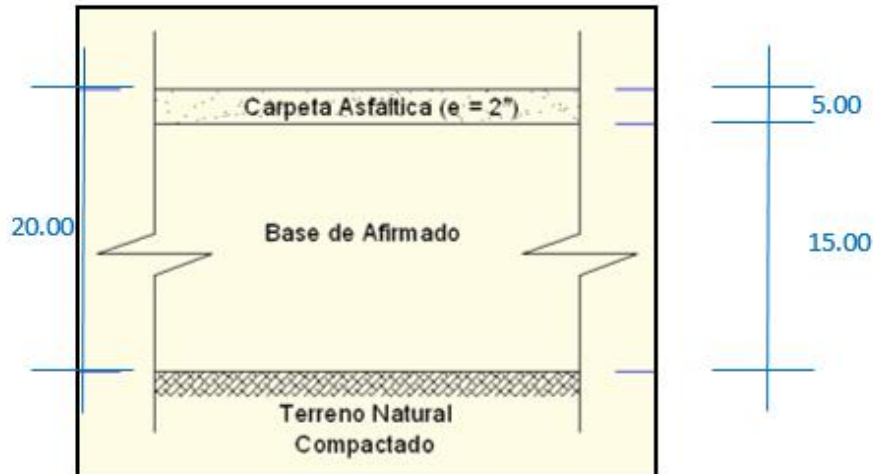 Carpeta Asfáltica (e = 2")
5.00
20.00
Base de Afirmado
15.00
Terreno Natural
Compactado